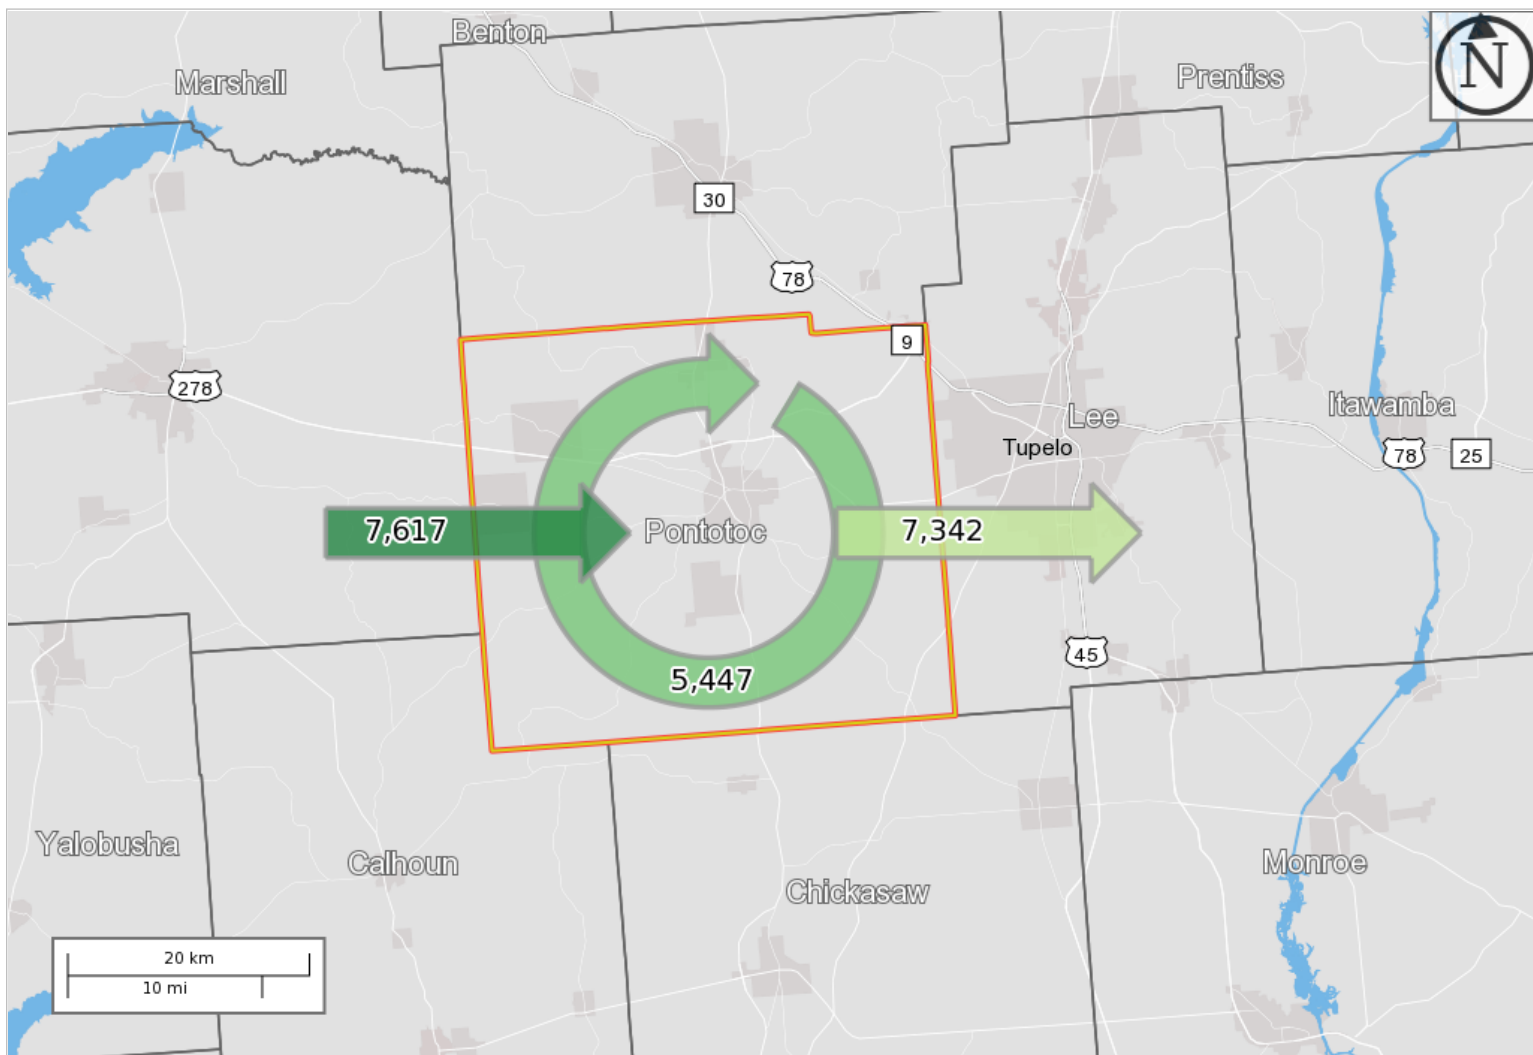 Benton
Marshall
Prentiss
N
30
78
9
278
Lee
Itawamba
Tupelo
78
25
7,617
Pontotoc
7,342
45
5,447
Yalobusha
Calhoun
Chickasaw
Monroe
20 km
10 mi